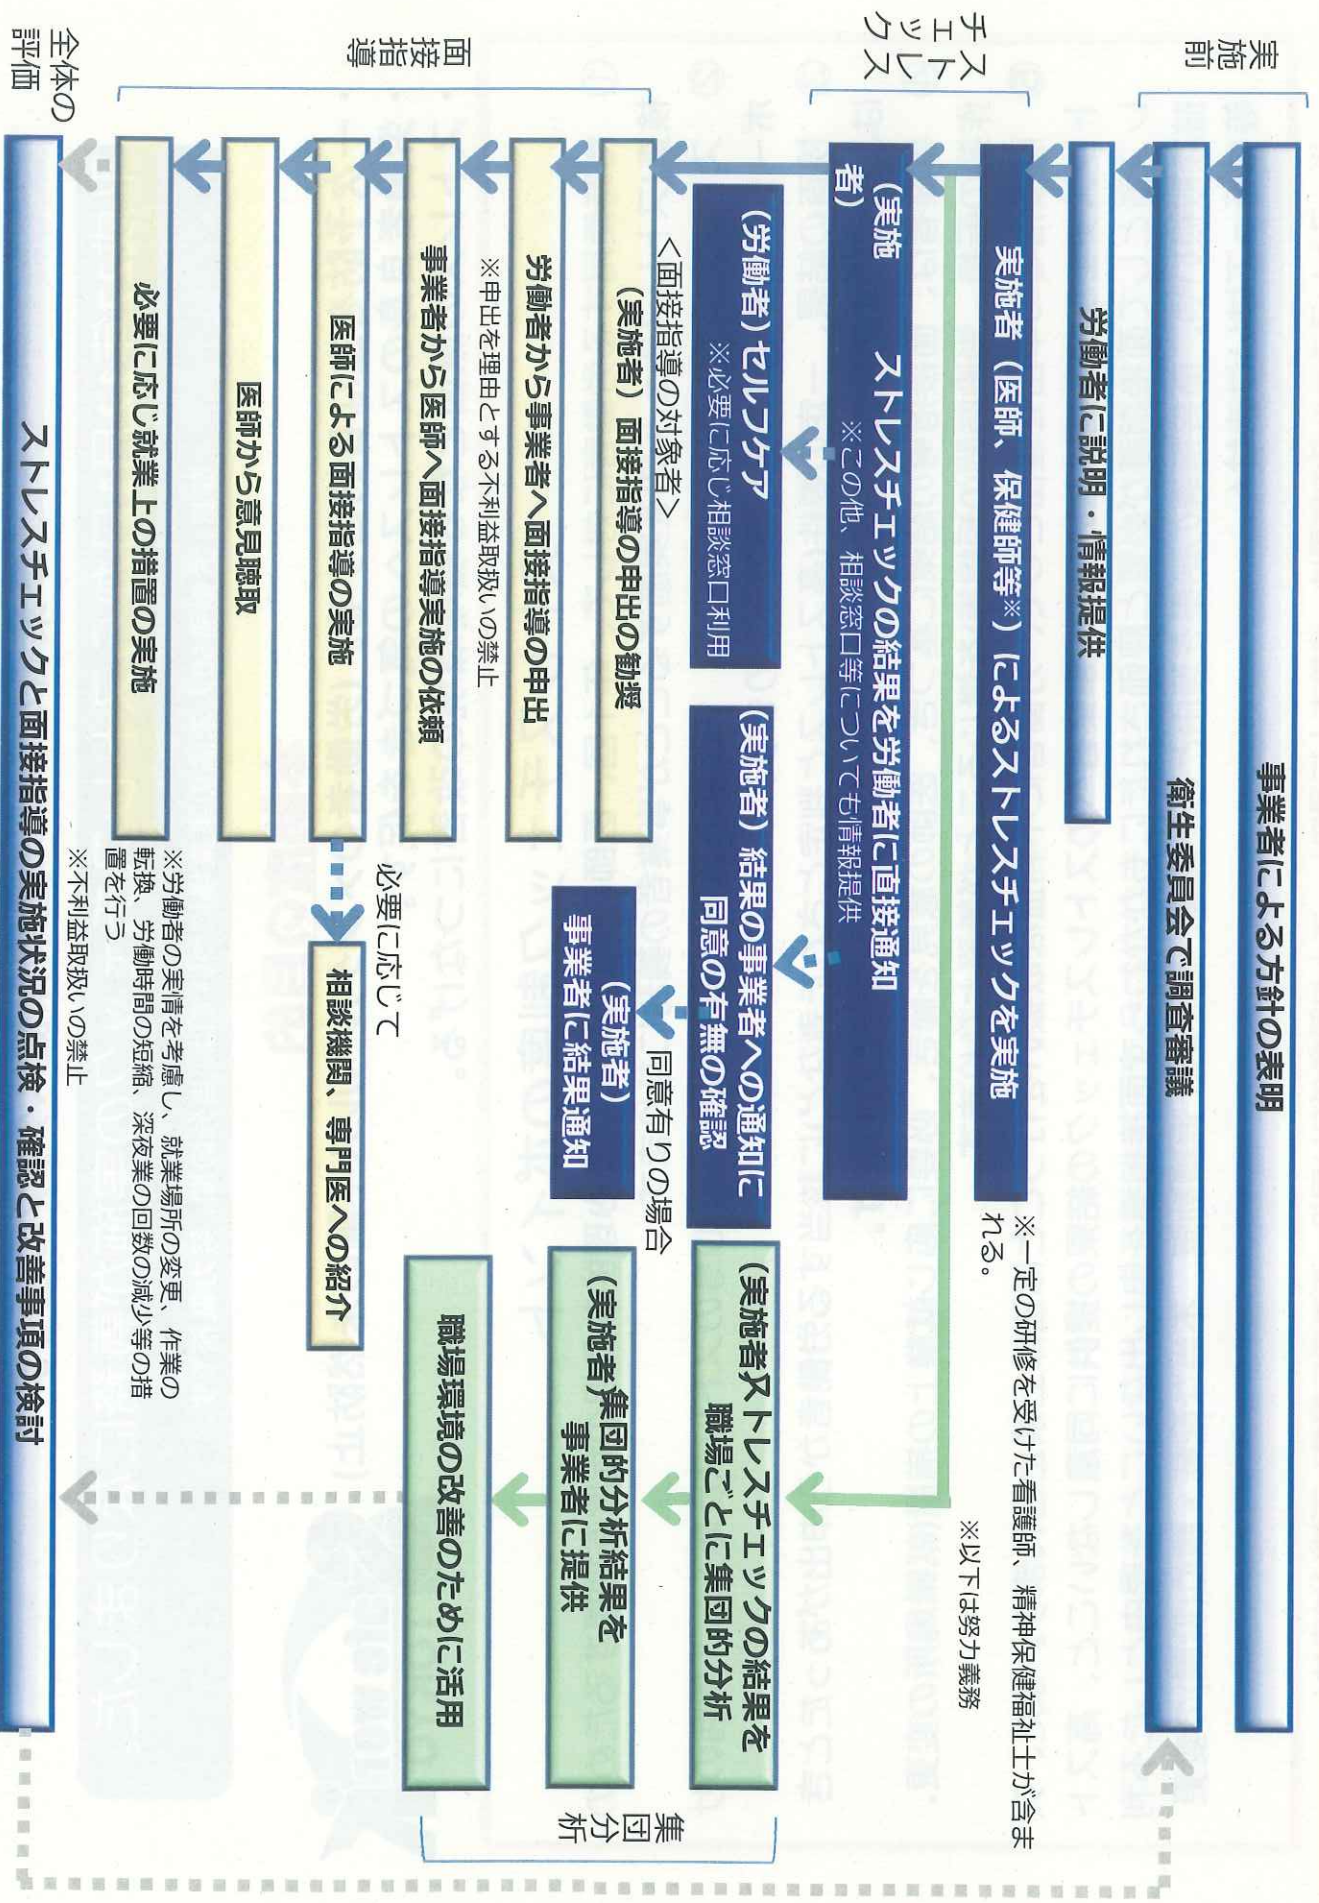 実施前
事業者による方針の表明
衛生委員会で調査審議
労働者に説明・情報提供
ストレス
チェック
実施者（医師、保健師等※）によるストレスチェックを実施
※一定の研修を受けた看護師、精神保健福祉士が含ま
れる。
（実施
者）
ストレスチェックの結果を労働者に直接通知
※この他、相談窓口等についても情報提供
※以下は努力義務
（労働者）セルフケア
※必要に応じ相談窓口利用
（実施者）結果の事業者への通知に
同意の有無の確認
同意有りの場合
（実施者）
事業者に結果通知
（実施者）ストレスチェックの結果を
職場ごとに集団的分析
（実施者）集団的分析結果を
事業者に提供
職場環境の改善のために活用
集団分析
面接指導
＜面接指導の対象者＞
（実施者）面接指導の申出の勧奨
労働者から事業者へ面接指導の申出
※申出を理由とする不利益取扱いの禁止
事業者から医師へ面接指導実施の依頼
医師による面接指導の実施
必要に応じて
相談機関、専門医への紹介
医師から意見聴取
必要に応じ就業上の措置の実施
※労働者の実情を考慮し、就業場所の変更、作業の
転換、労働時間の短縮、深夜業の回数の減少等の措
置を行う
※不利益取扱いの禁止
全体の
評価
ストレスチェックと面接指導の実施状況の点検・確認と改善事項の検討